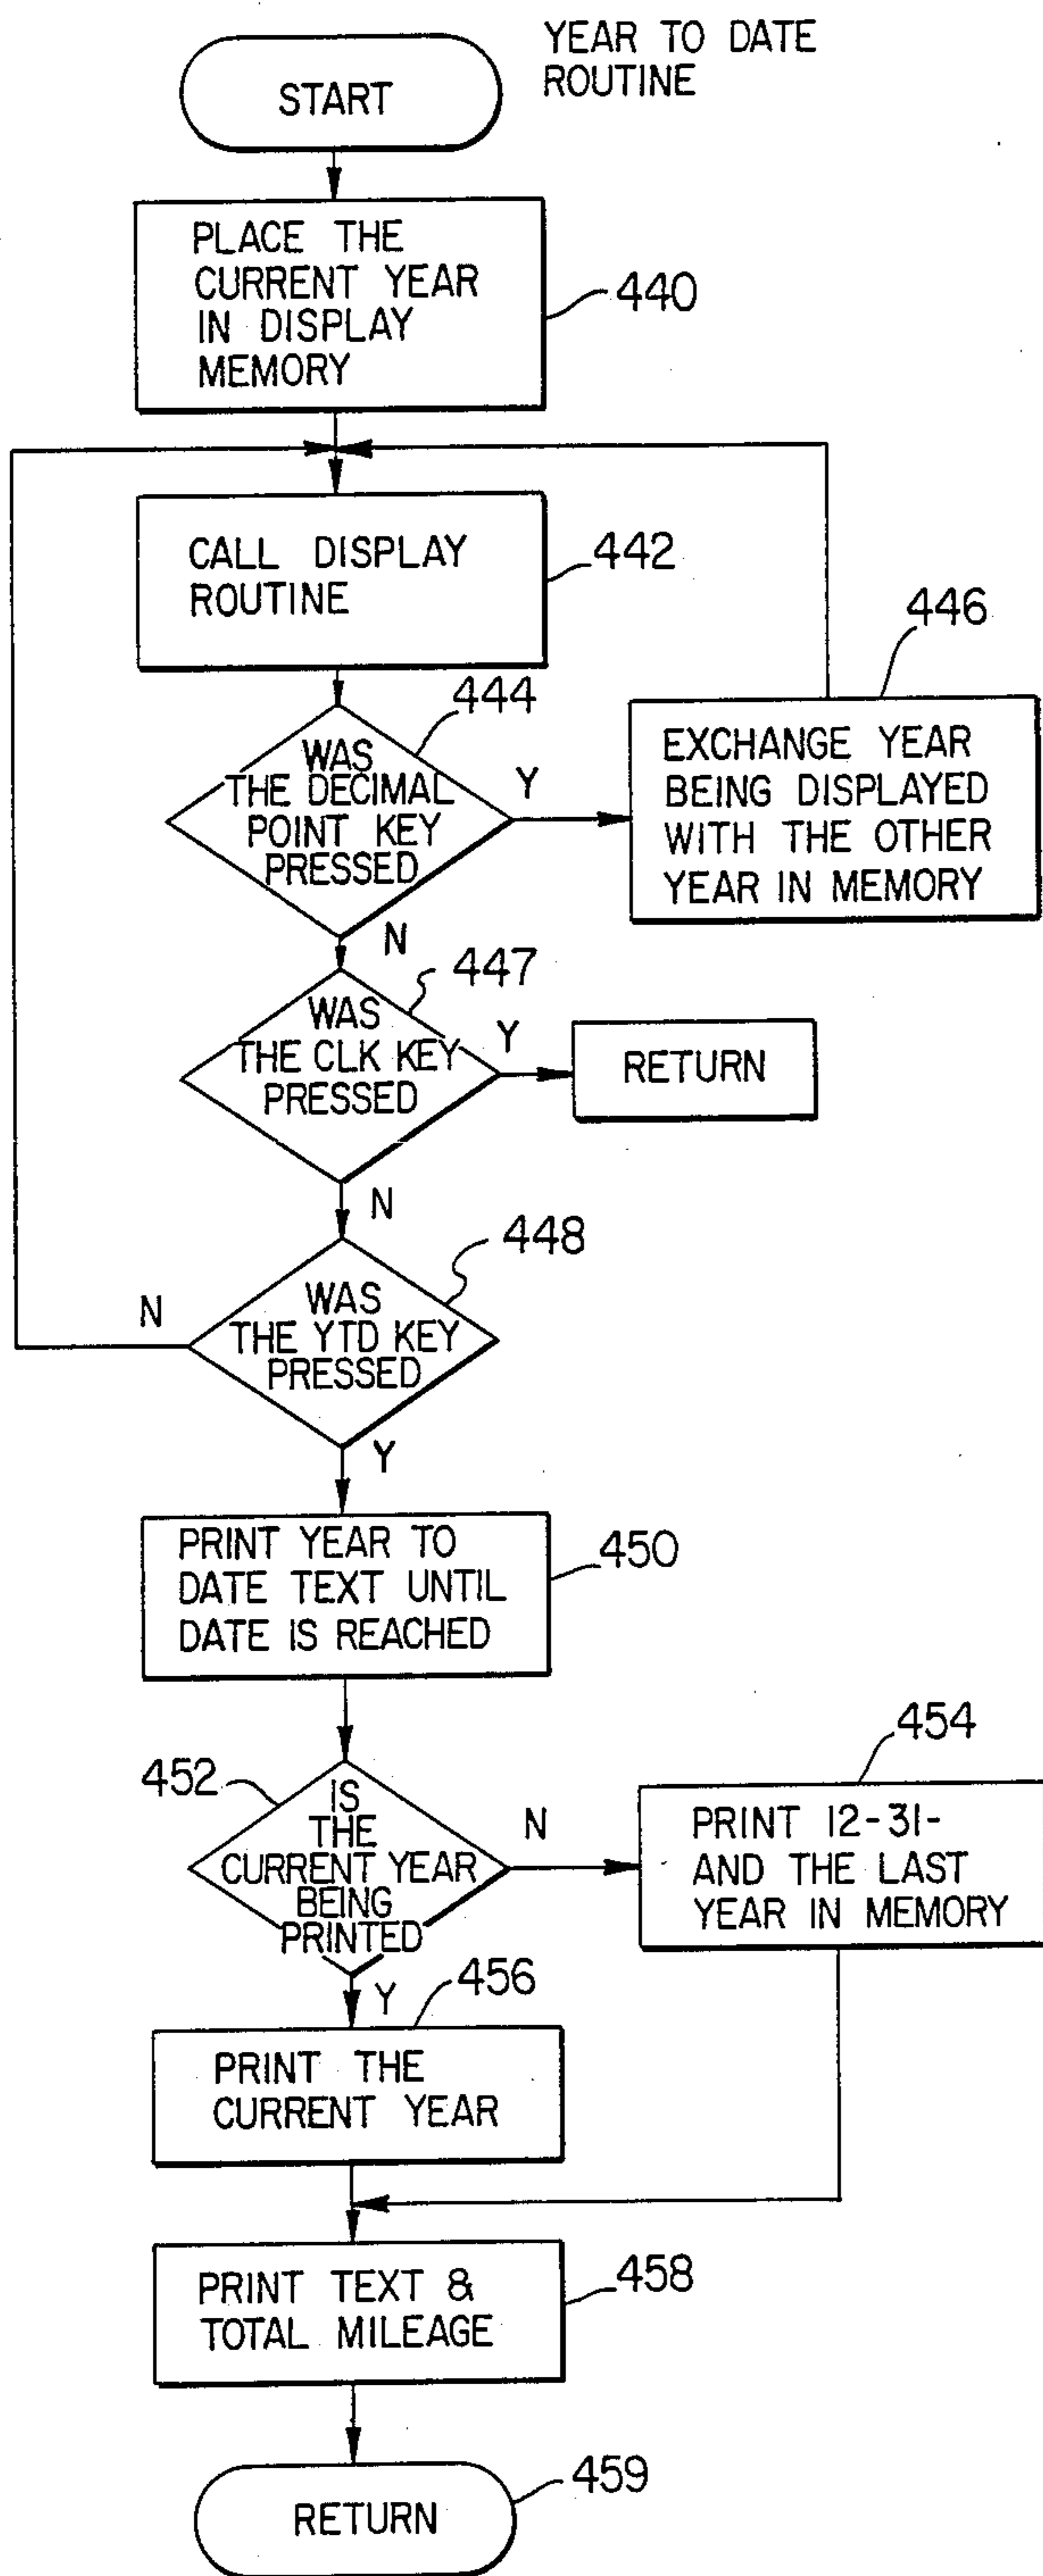 YEAR TO DATE
ROUTINE
START
PLACE THE
CURRENT YEAR
IN DISPLAY
MEMORY
440
CALL DISPLAY
ROUTINE
442
446
444
WAS
THE DECIMAL
POINT KEY
PRESSED
Y
EXCHANGE YEAR
BEING DISPLAYED
WITH THE OTHER
YEAR IN MEMORY
N
447
WAS
THE CLK KEY
PRESSED
Y
RETURN
N
448
WAS
THE YTD KEY
PRESSED
N
Y
PRINT YEAR TO
DATE TEXT UNTIL
DATE IS REACHED
450
454
452
IS
THE
CURRENT YEAR
BEING
PRINTED
N
PRINT 12-31-
AND THE LAST
YEAR IN MEMORY
Y
456
PRINT THE
CURRENT YEAR
PRINT TEXT &
TOTAL MILEAGE
458
RETURN
459